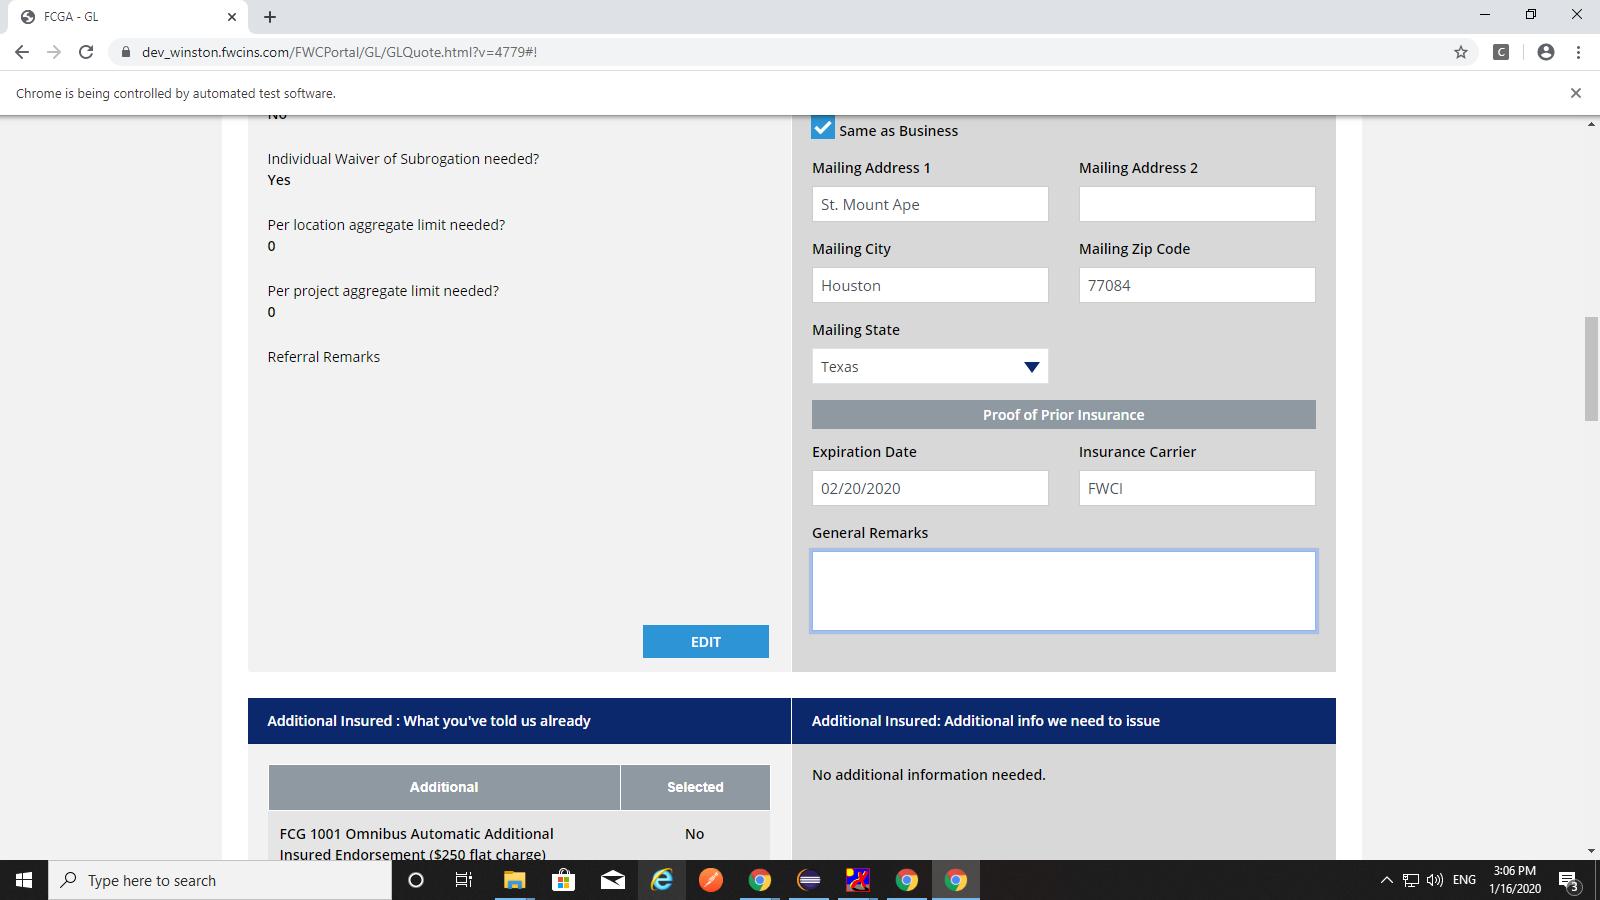 FCGA - GL
dev_winston.fwcins.com/FWCPortal/GL/GLQuote.html?v=4779#!
Chrome is being controlled by automated test software.
No
Individual Waiver of Subrogation needed?
Yes
Per location aggregate limit needed?
0
Per project aggregate limit needed?
0
Referral Remarks
EDIT
Same as Business
Mailing Address 1 Mailing Address 2
St. Mount Ape
Mailing City Mailing Zip Code
Houston 77084
Mailing State
Texas
Proof of Prior Insurance
Expiration Date Insurance Carrier
02/20/2020 FWCI
General Remarks
Additional Insured : What you've told us already
Additional Selected
FCG 1001 Omnibus Automatic Additional No
Insured Endorsement ($250 flat charge)
Additional Insured: Additional info we need to issue
No additional information needed.
Type here to search
ENG
3:06 PM
1/16/2020
3